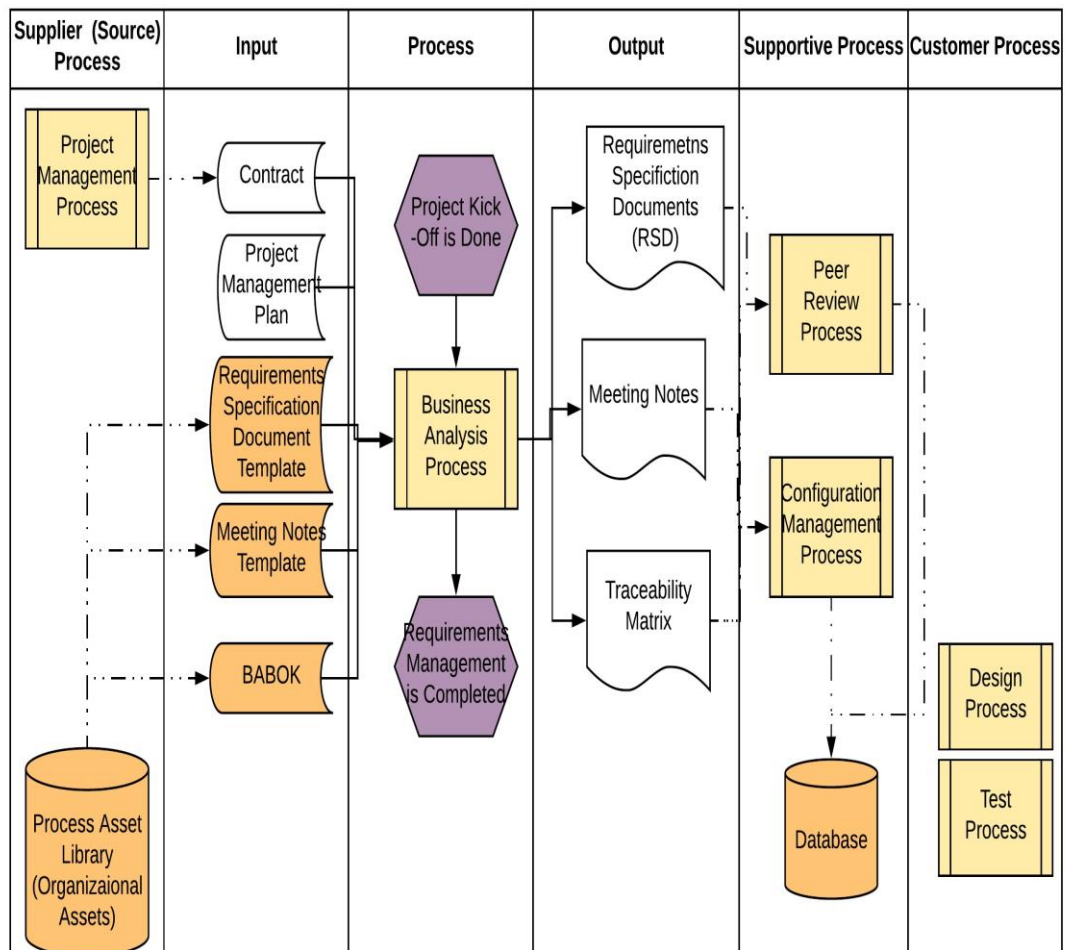 Supplier (Source)
Process
Input
Process
Output
Supportive Process
Customer Process
Project
Management
Process
Process Asset
Library
(Organizaional
Assets)
Contract
Project
Management
Plan
Requirements
Specification
Document
Template
Meeting Notes
Template
BABOK
Project Kick
-Off is Done
Business
Analysis
Process
Requirements
Management
is Completed
Requiremetns
Specifiction
Documents
(RSD)
Meeting Notes
Traceability
Matrix
Peer
Review
Process
Configuration
Management
Process
Database
Design
Process
Test
Process